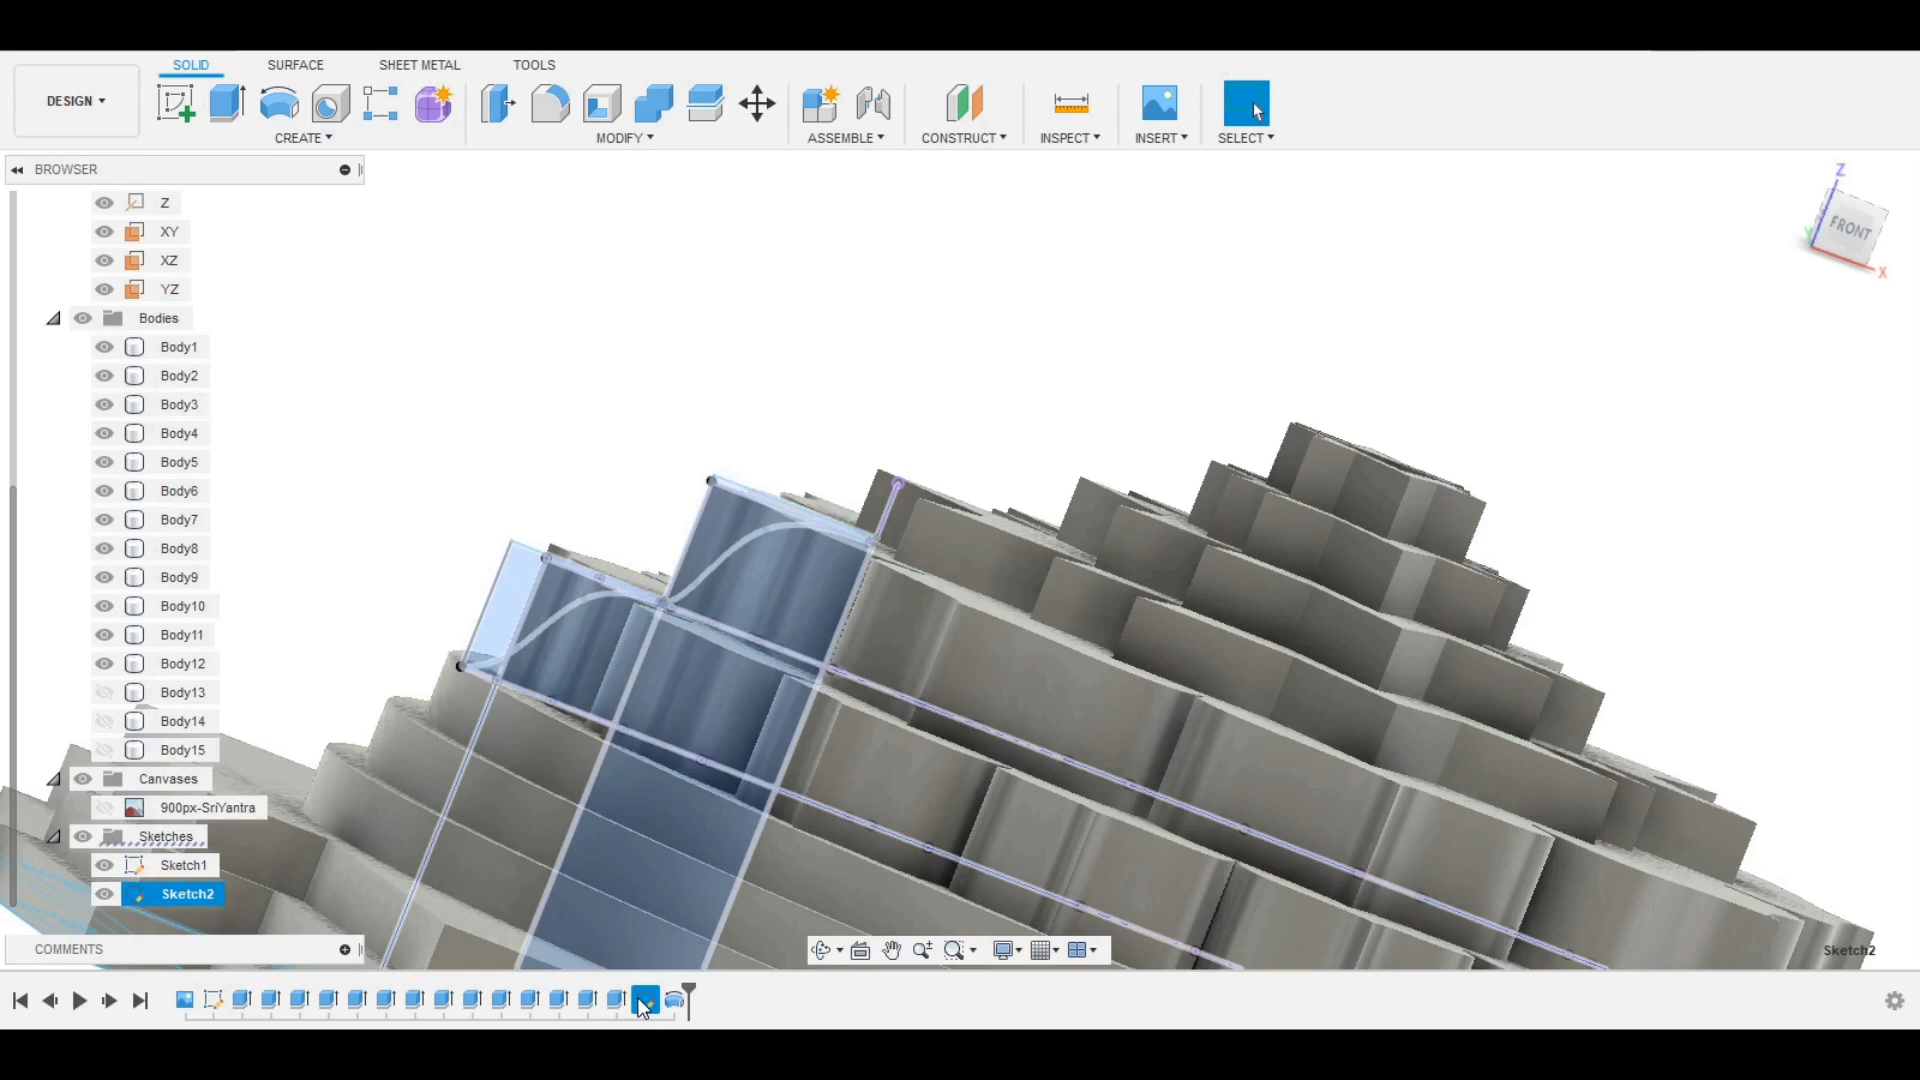 SOLID
SURFACE
SHEET METAL
TOOLS
DESIGN
CREATE
MODIFY
ASSEMBLE
CONSTRUCT
INSPECT
INSERT
SELECT
BROWSER
Z
XY
XZ
YZ
Bodies
Body1
Body2
Body3
Body4
Body5
Body6
Body7
Body8
Body9
Body10
Body11
Body12
Body13
Body14
Body15
Canvases
900px-SriYantra
Sketches
Sketch1
Sketch2
COMMENTS
Z
FRONT
Y
X
Sketch2